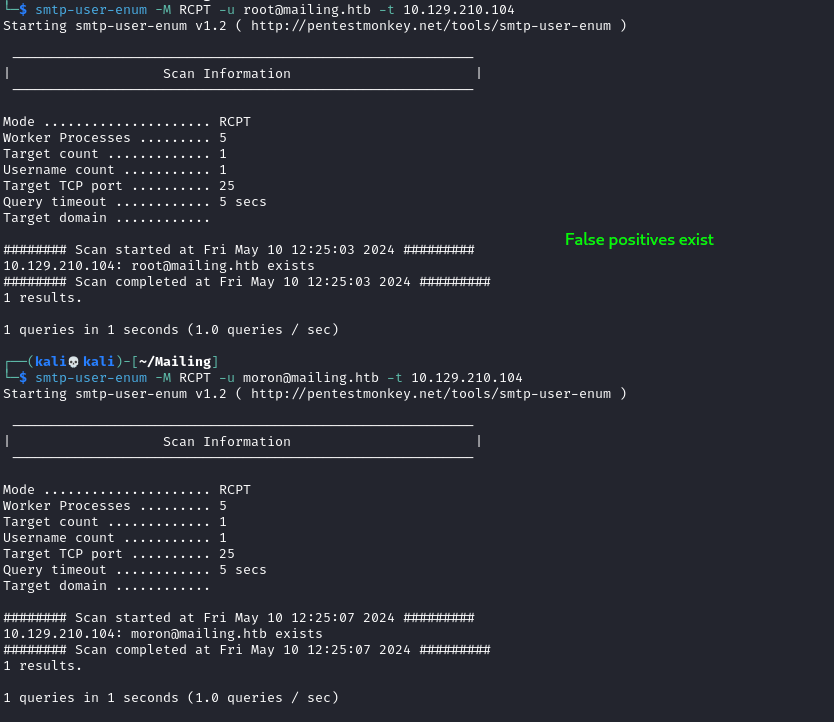 └─$ smtp-user-enum -M RCPT -u root@mailing.htb -t 10.129.210.104
Starting smtp-user-enum v1.2 ( http://pentestmonkey.net/tools/smtp-user-enum )
| Scan Information |
Mode ..................... RCPT
Worker Processes ......... 5
Target count ............. 1
Username count ........... 1
Target TCP port .......... 25
Query timeout ............ 5 secs
Target domain ............
False positives exist
######## Scan started at Fri May 10 12:25:03 2024 #########
10.129.210.104: root@mailing.htb exists
######## Scan completed at Fri May 10 12:25:03 2024 #########
1 results.
1 queries in 1 seconds (1.0 queries / sec)
┌──(kali💀kali)-[~/Mailing]
└─$ smtp-user-enum -M RCPT -u moron@mailing.htb -t 10.129.210.104
Starting smtp-user-enum v1.2 ( http://pentestmonkey.net/tools/smtp-user-enum )
| Scan Information |
Mode ..................... RCPT
Worker Processes ......... 5
Target count ............. 1
Username count ........... 1
Target TCP port .......... 25
Query timeout ............ 5 secs
Target domain ............
######## Scan started at Fri May 10 12:25:07 2024 #########
10.129.210.104: moron@mailing.htb exists
######## Scan completed at Fri May 10 12:25:07 2024 #########
1 results.
1 queries in 1 seconds (1.0 queries / sec)